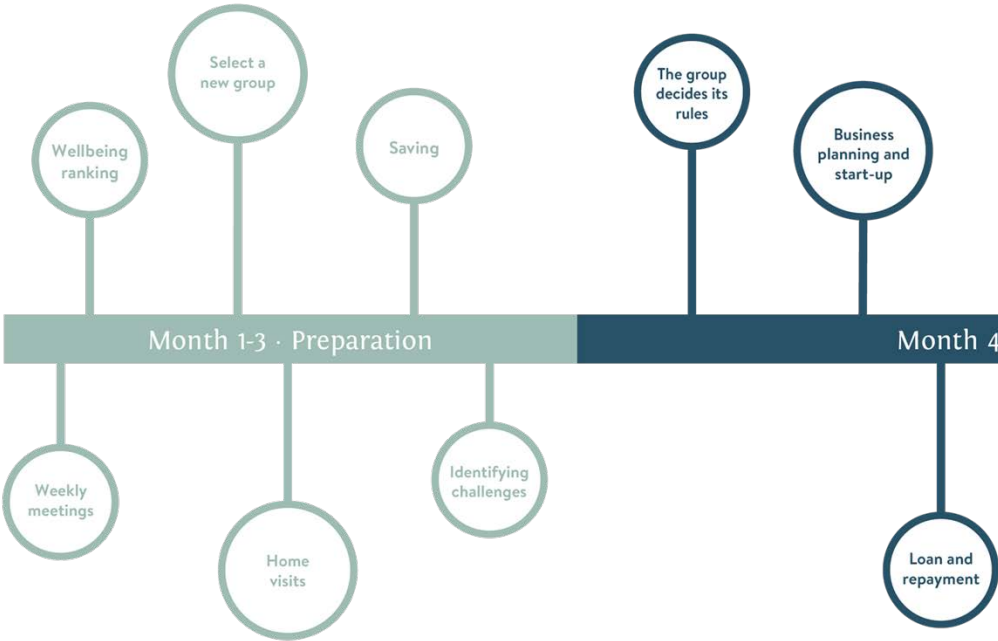 Select a
new group
The group
decides its
rules
Wellbeing
ranking
Saving
Business
planning and
start-up
Month 1-3 · Preparation
Month 4
Weekly
meetings
Identifying
challenges
Home
visits
Loan and
repayment